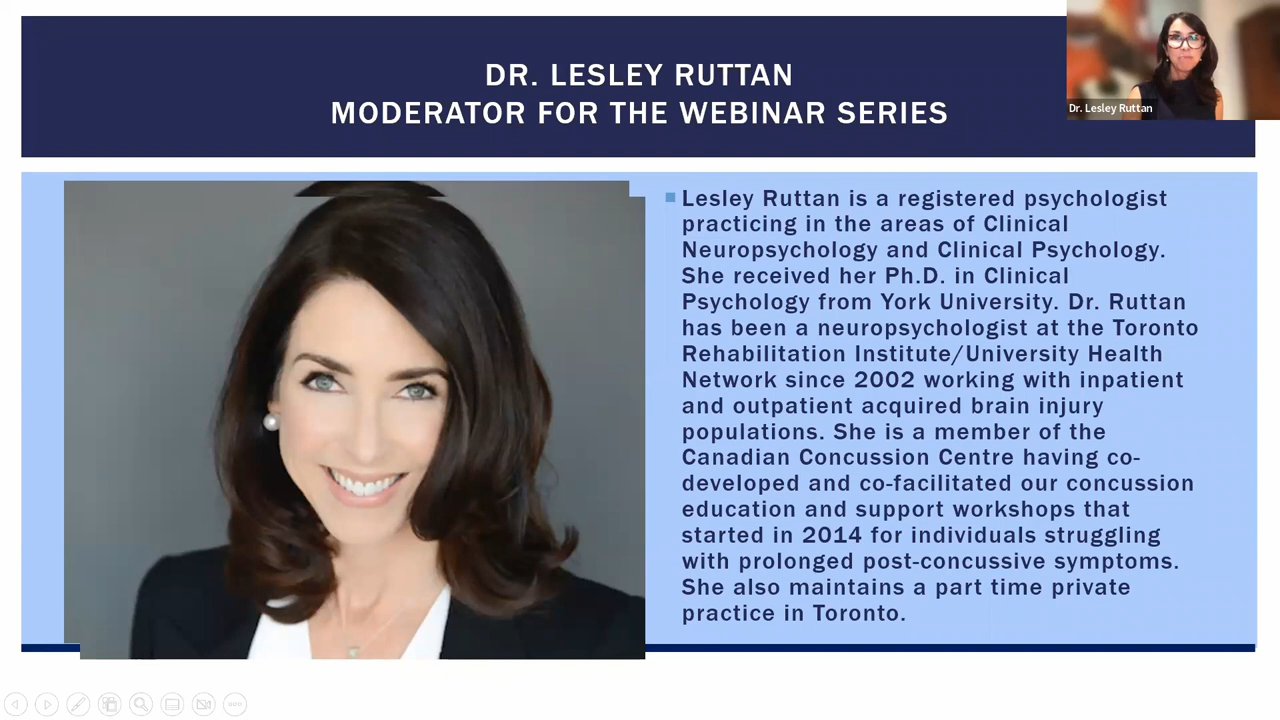 DR. LESLEY RUTTAN
MODERATOR FOR THE WEBINAR SERIES
Dr. Lesley Ruttan
Lesley Ruttan is a registered psychologist
practicing in the areas of Clinical
Neuropsychology and Clinical Psychology.
She received her Ph.D. in Clinical
Psychology from York University. Dr. Ruttan
has been a neuropsychologist at the Toronto
Rehabilitation Institute/University Health
Network since 2002 working with inpatient
and outpatient acquired brain injury
populations. She is a member of the
Canadian Concussion Centre having co-
developed and co-facilitated our concussion
education and support workshops that
started in 2014 for individuals struggling
with prolonged post-concussive symptoms.
She also maintains a part time private
practice in Toronto.